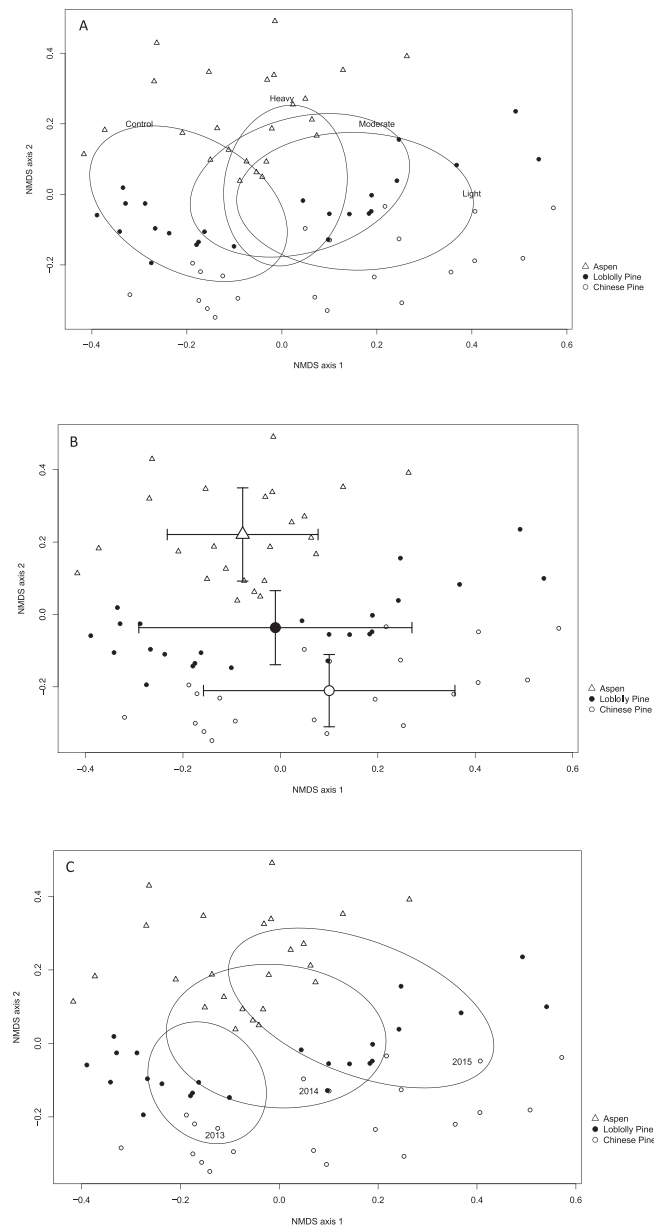 A
0.4
0.2
0.0
−0.2
NMDS axis 2
Heavy
Control
Moderate
Light
−0.4
−0.2
0.0
0.2
0.4
0.6
NMDS axis 1
Aspen
Loblolly Pine
Chinese Pine
B
0.4
0.2
0.0
−0.2
NMDS axis 2
−0.4
−0.2
0.0
0.2
0.4
0.6
NMDS axis 1
Aspen
Loblolly Pine
Chinese Pine
C
0.4
0.2
0.0
−0.2
NMDS axis 2
2015
2014
2013
−0.4
−0.2
0.0
0.2
0.4
0.6
NMDS axis 1
Aspen
Loblolly Pine
Chinese Pine